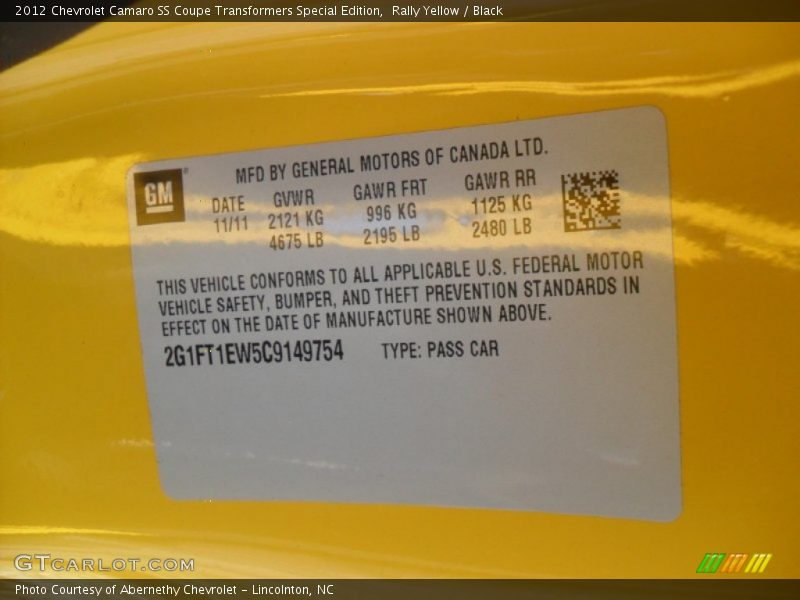 2012 Chevrolet Camaro SS Coupe Transformers Special Edition, Rally Yellow / Black
GM
MFD BY GENERAL MOTORS OF CANADA LTD.
DATE GVWR GAWR FRT GAWR RR
11/11 2121 KG 996 KG 1125 KG
4675 LB 2195 LB 2480 LB
THIS VEHICLE CONFORMS TO ALL APPLICABLE U.S. FEDERAL MOTOR
VEHICLE SAFETY, BUMPER, AND THEFT PREVENTION STANDARDS IN
EFFECT ON THE DATE OF MANUFACTURE SHOWN ABOVE.
2G1FT1EW5C9149754 TYPE: PASS CAR
GTCARLOT.COM
Photo Courtesy of Abernethy Chevrolet - Lincolnton, NC